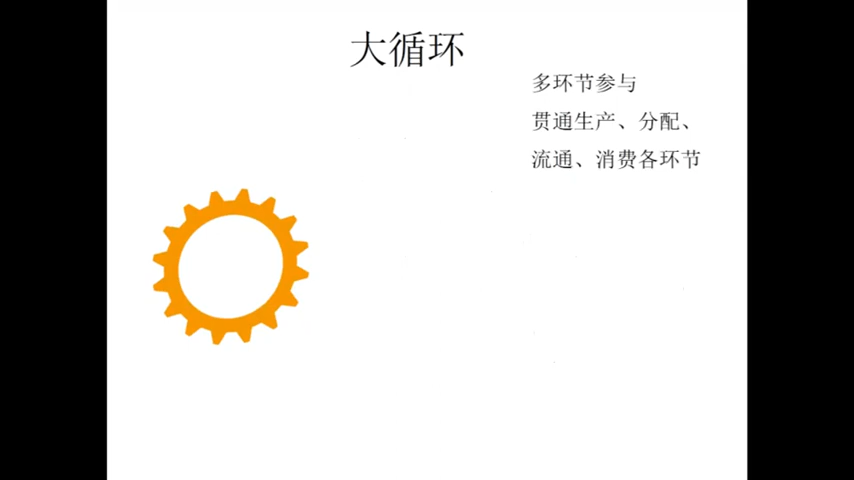 大循环
多环节参与
贯通生产、分配、
流通、消费各环节